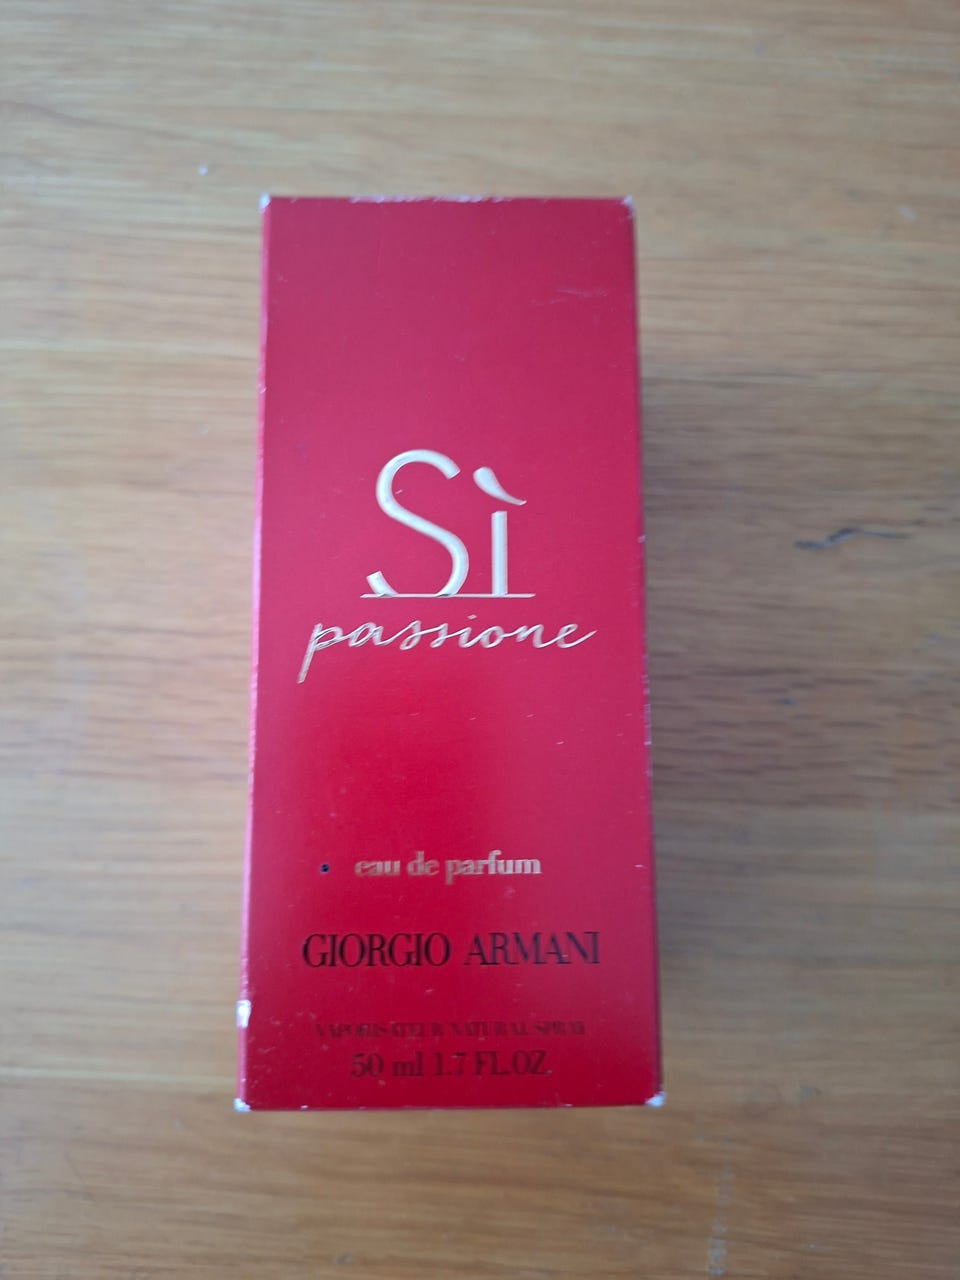 Sì
passione
eau de parfum
GIORGIO ARMANI
VAPORISATEUR NATURAL SPRAY
50 ml 1.7 FL.OZ.